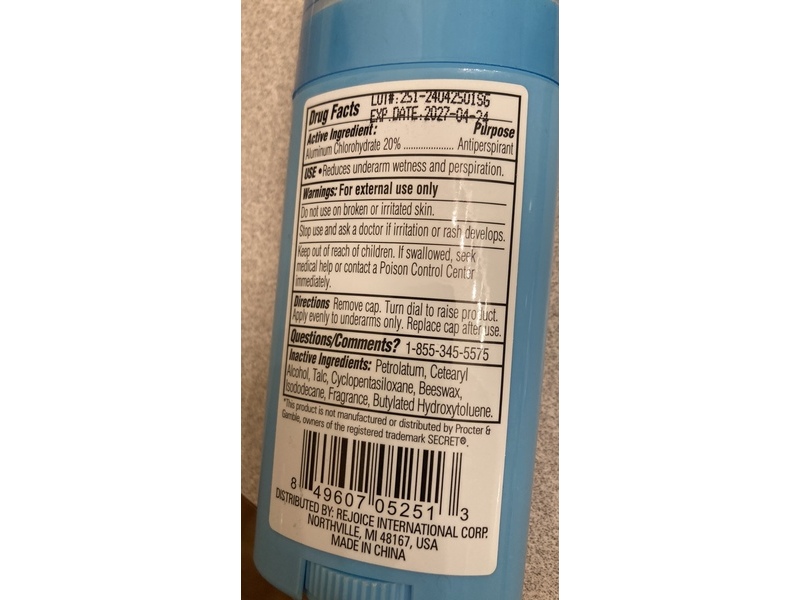 Drug Facts LOT#:251-24042501SG
EXP.DATE:2027-04-24
Active Ingredient: Purpose
Aluminum Chlorohydrate 20% .................... Antiperspirant
USE • Reduces underarm wetness and perspiration.
Warnings: For external use only
Do not use on broken or irritated skin.
Stop use and ask a doctor if irritation or rash develops.
Keep out of reach of children. If swallowed, seek
medical help or contact a Poison Control Center
immediately.
Directions Remove cap. Turn dial to raise product.
Apply evenly to underarms only. Replace cap after use.
Questions/Comments? 1-855-345-5575
Inactive Ingredients: Petrolatum, Cetearyl
Alcohol, Talc, Cyclopentasiloxane, Beeswax,
Isododecane, Fragrance, Butylated Hydroxytoluene.
*This product is not manufactured or distributed by Procter &
Gamble, owners of the registered trademark SECRET®.
8 49607 05251 3
DISTRIBUTED BY: REJOICE INTERNATIONAL CORP.
NORTHVILLE, MI 48167, USA
MADE IN CHINA